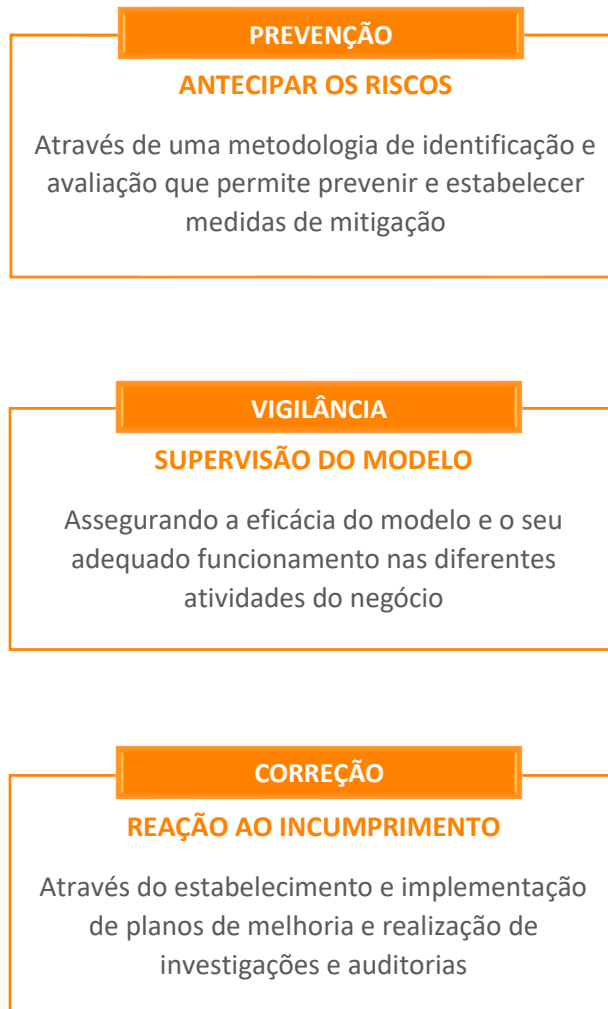 PREVENÇÃO
ANTECIPAR OS RISCOS
Através de uma metodologia de identificação e
avaliação que permite prevenir e estabelecer
medidas de mitigação
VIGILÂNCIA
SUPERVISÃO DO MODELO
Assegurando a eficácia do modelo e o seu
adequado funcionamento nas diferentes
atividades do negócio
CORREÇÃO
REAÇÃO AO INCUMPRIMENTO
Através do estabelecimento e implementação
de planos de melhoria e realização de
investigações e auditorias